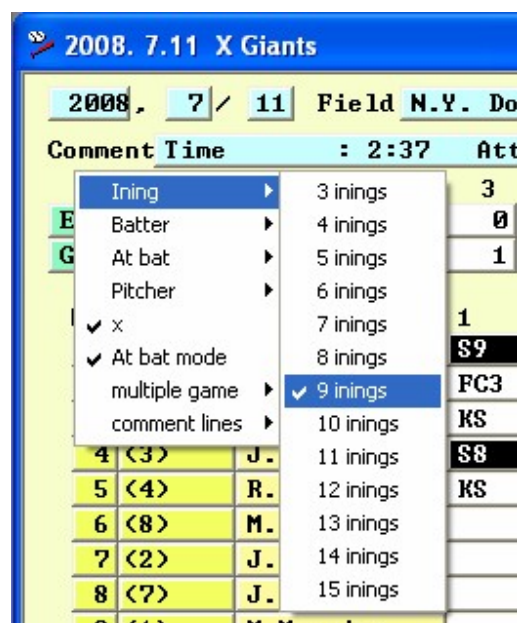 2008. 7.11 X Giants
2008, 7/ 11 Field N.Y. Do
Comment Time : 2:37 Att
Ining 3 inings 3
E Batter 4 inings 0
G At bat 5 inings 1
Pitcher 6 inings
x 7 inings 1
At bat mode 8 inings S9
multiple game 9 inings FC3
comment lines 10 inings KS
4 (3) J. 11 inings S8
5 (4) R. 12 inings KS
6 (8) M. 13 inings
7 (2) J. 14 inings
8 (7) J. 15 inings